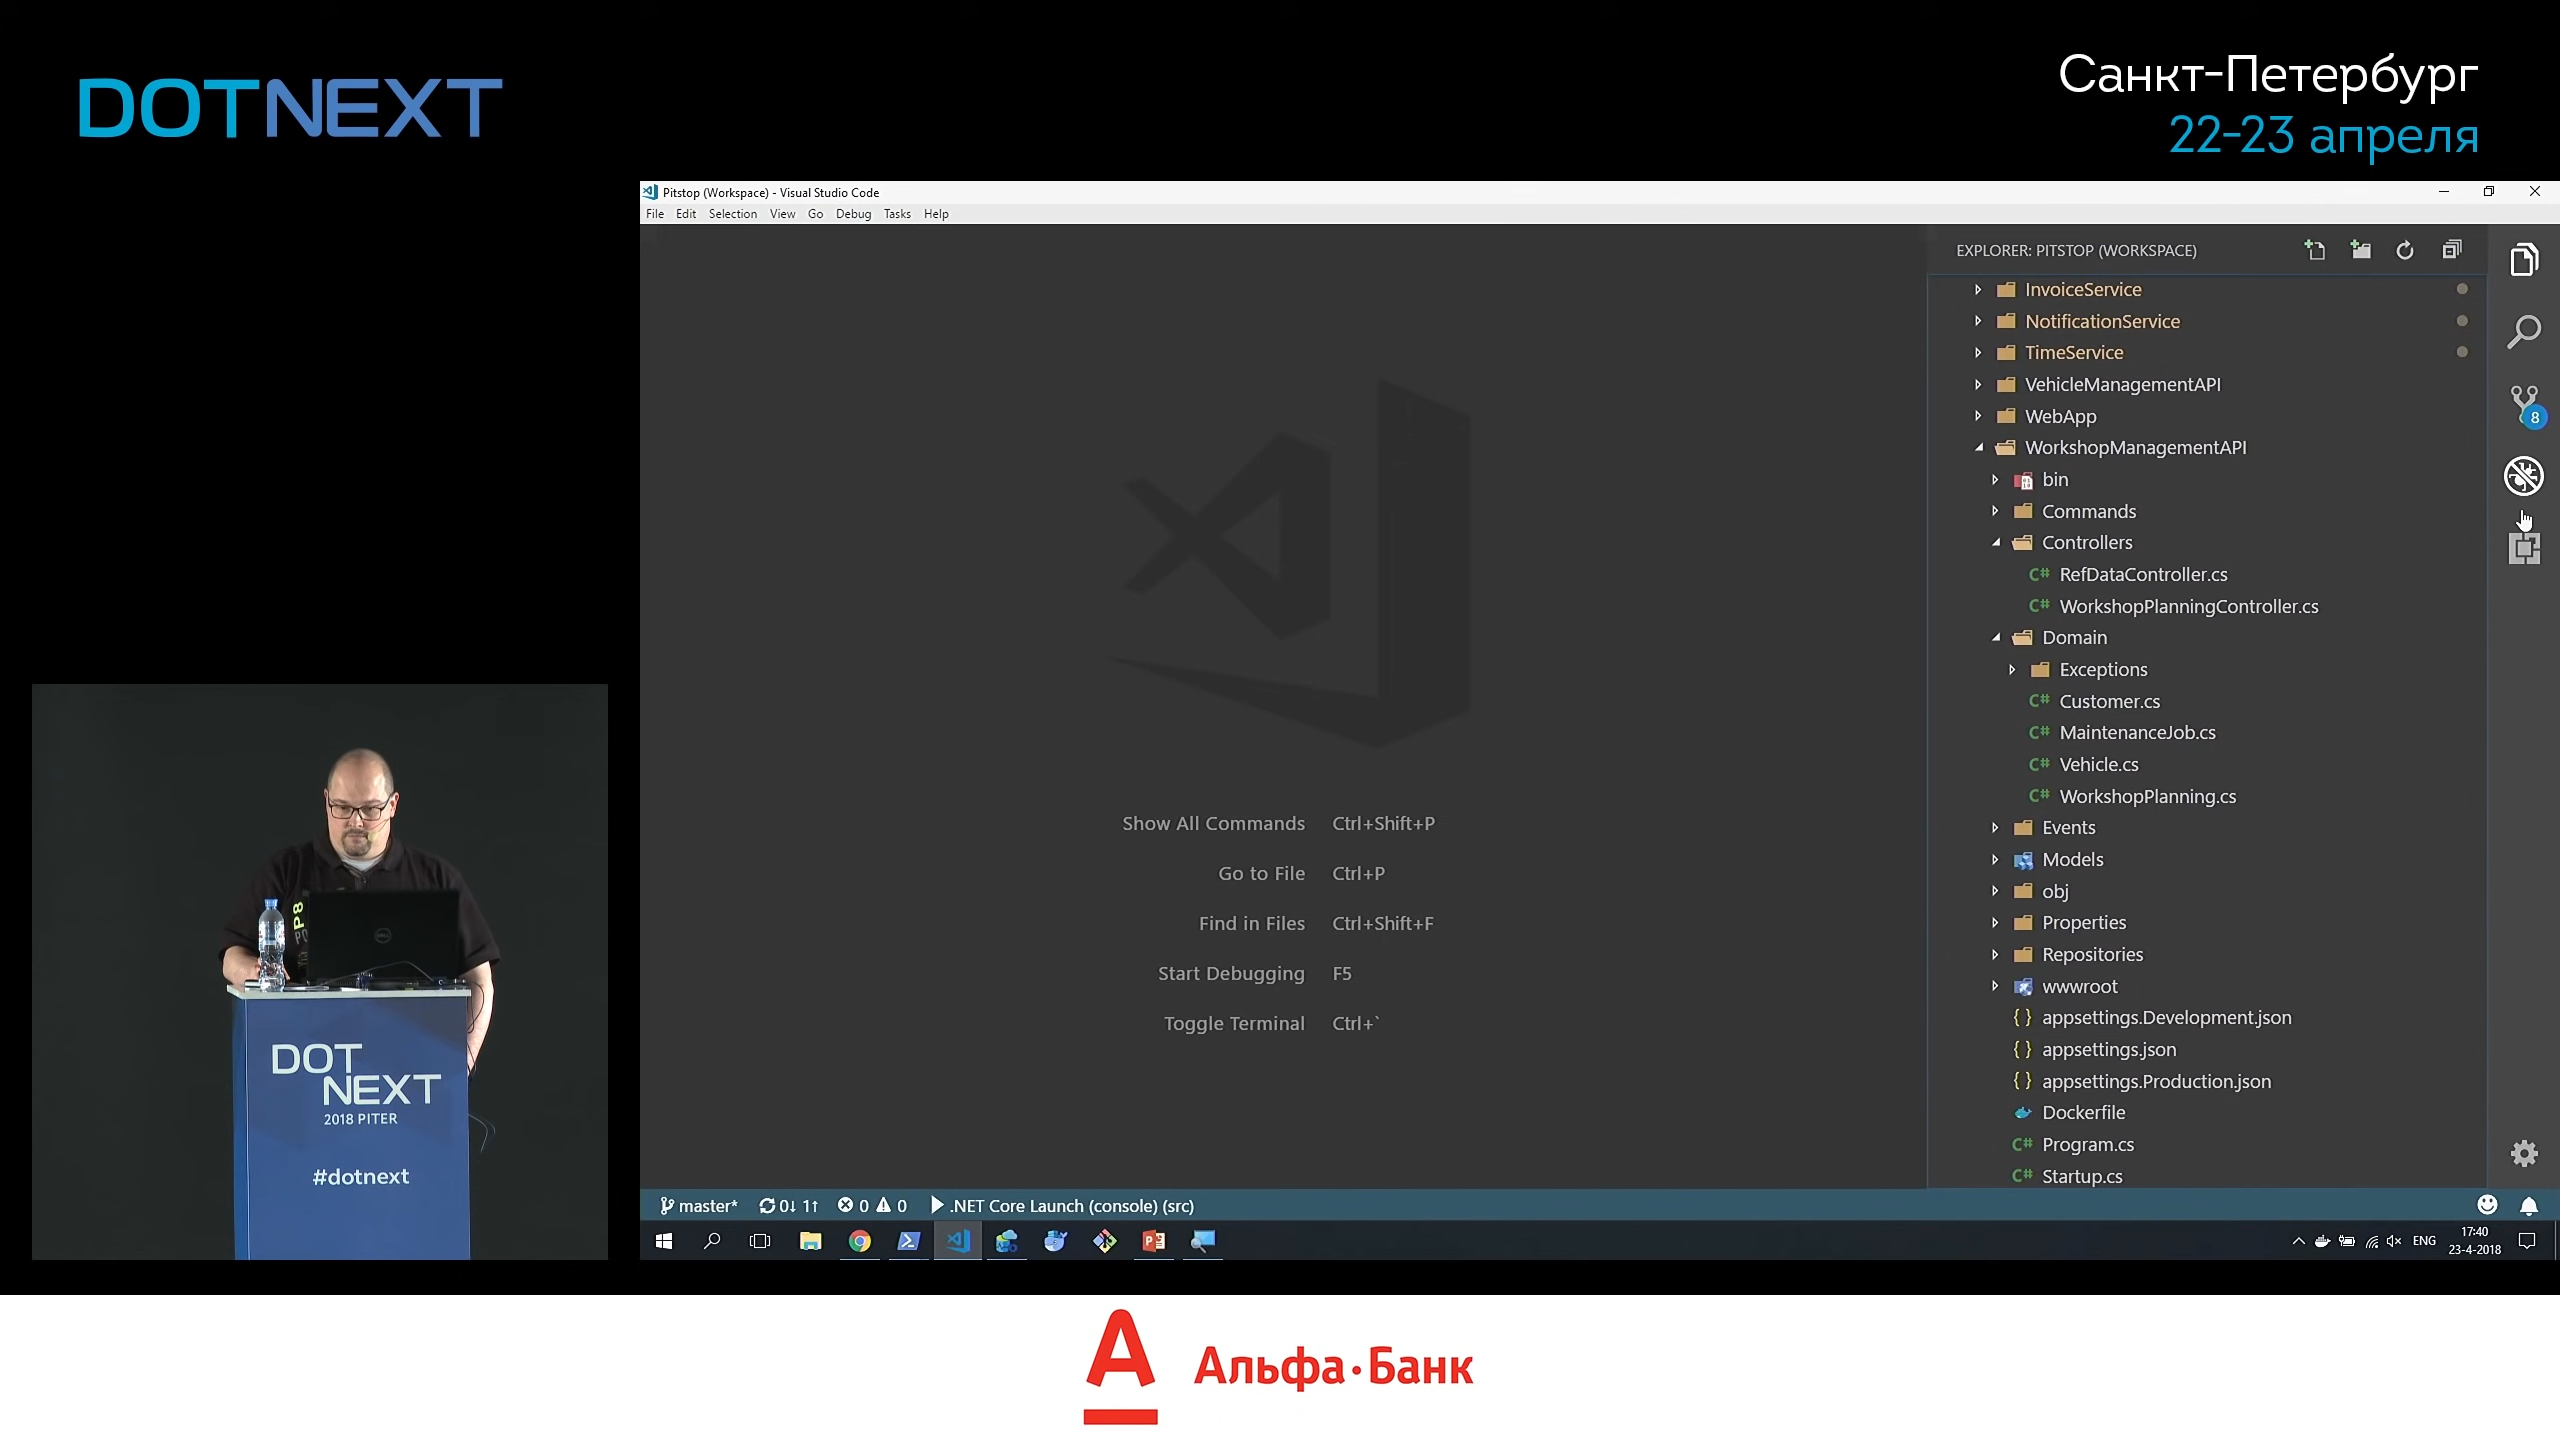 DOTNEXT
Санкт-Петербург
22-23 апреля
Pitstop (Workspace) - Visual Studio Code
File Edit Selection View Go Debug Tasks Help
EXPLORER: PITSTOP (WORKSPACE)
InvoiceService
NotificationService
TimeService
VehicleManagementAPI
WebApp
8
WorkshopManagementAPI
bin
Commands
Controllers
C# RefDataController.cs
C# WorkshopPlanningController.cs
Domain
Exceptions
C# Customer.cs
C# MaintenanceJob.cs
C# Vehicle.cs
C# WorkshopPlanning.cs
Events
Models
obj
Properties
Repositories
wwwroot
{ } appsettings.Development.json
{ } appsettings.json
{ } appsettings.Production.json
Dockerfile
C# Program.cs
C# Startup.cs
Show All Commands Ctrl+Shift+P
Go to File Ctrl+P
Find in Files Ctrl+Shift+F
Start Debugging F5
Toggle Terminal Ctrl+`
master* 0↓ 1↑ 0 0 .NET Core Launch (console) (src)
ENG
17:40
23-4-2018
DELL
DOT
NEXT
2018 PITER
#dotnext
Альфа·Банк